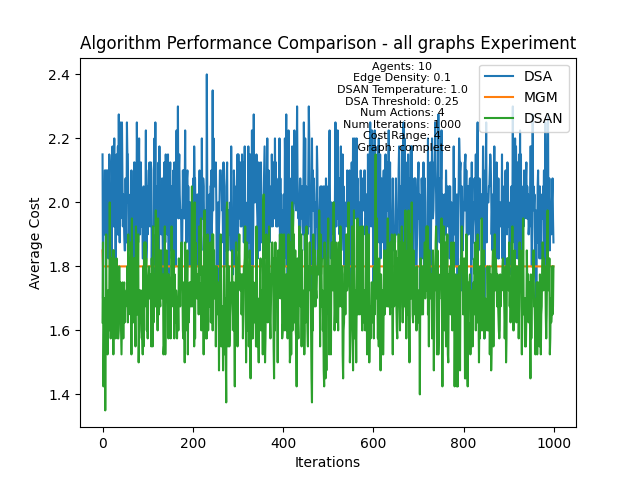 Algorithm Performance Comparison - all graphs Experiment
Average Cost
2.4
2.2
2.0
1.8
1.6
1.4
Agents: 10
Edge Density: 0.1
DSAN Temperature: 1.0
DSA Threshold: 0.25
Num Actions: 4
Num Iterations: 1000
Cost Range: 4
Graph: complete
DSA
MGM
DSAN
0
200
400
600
800
1000
Iterations